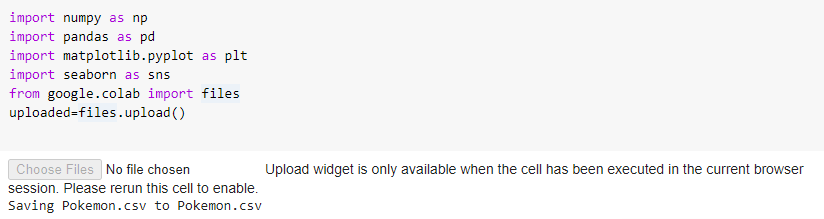 import numpy as np
import pandas as pd
import matplotlib.pyplot as plt
import seaborn as sns
from google.colab import files
uploaded=files.upload()
Choose Files No file chosen Upload widget is only available when the cell has been executed in the current browser
session. Please rerun this cell to enable.
Saving Pokemon.csv to Pokemon.csv